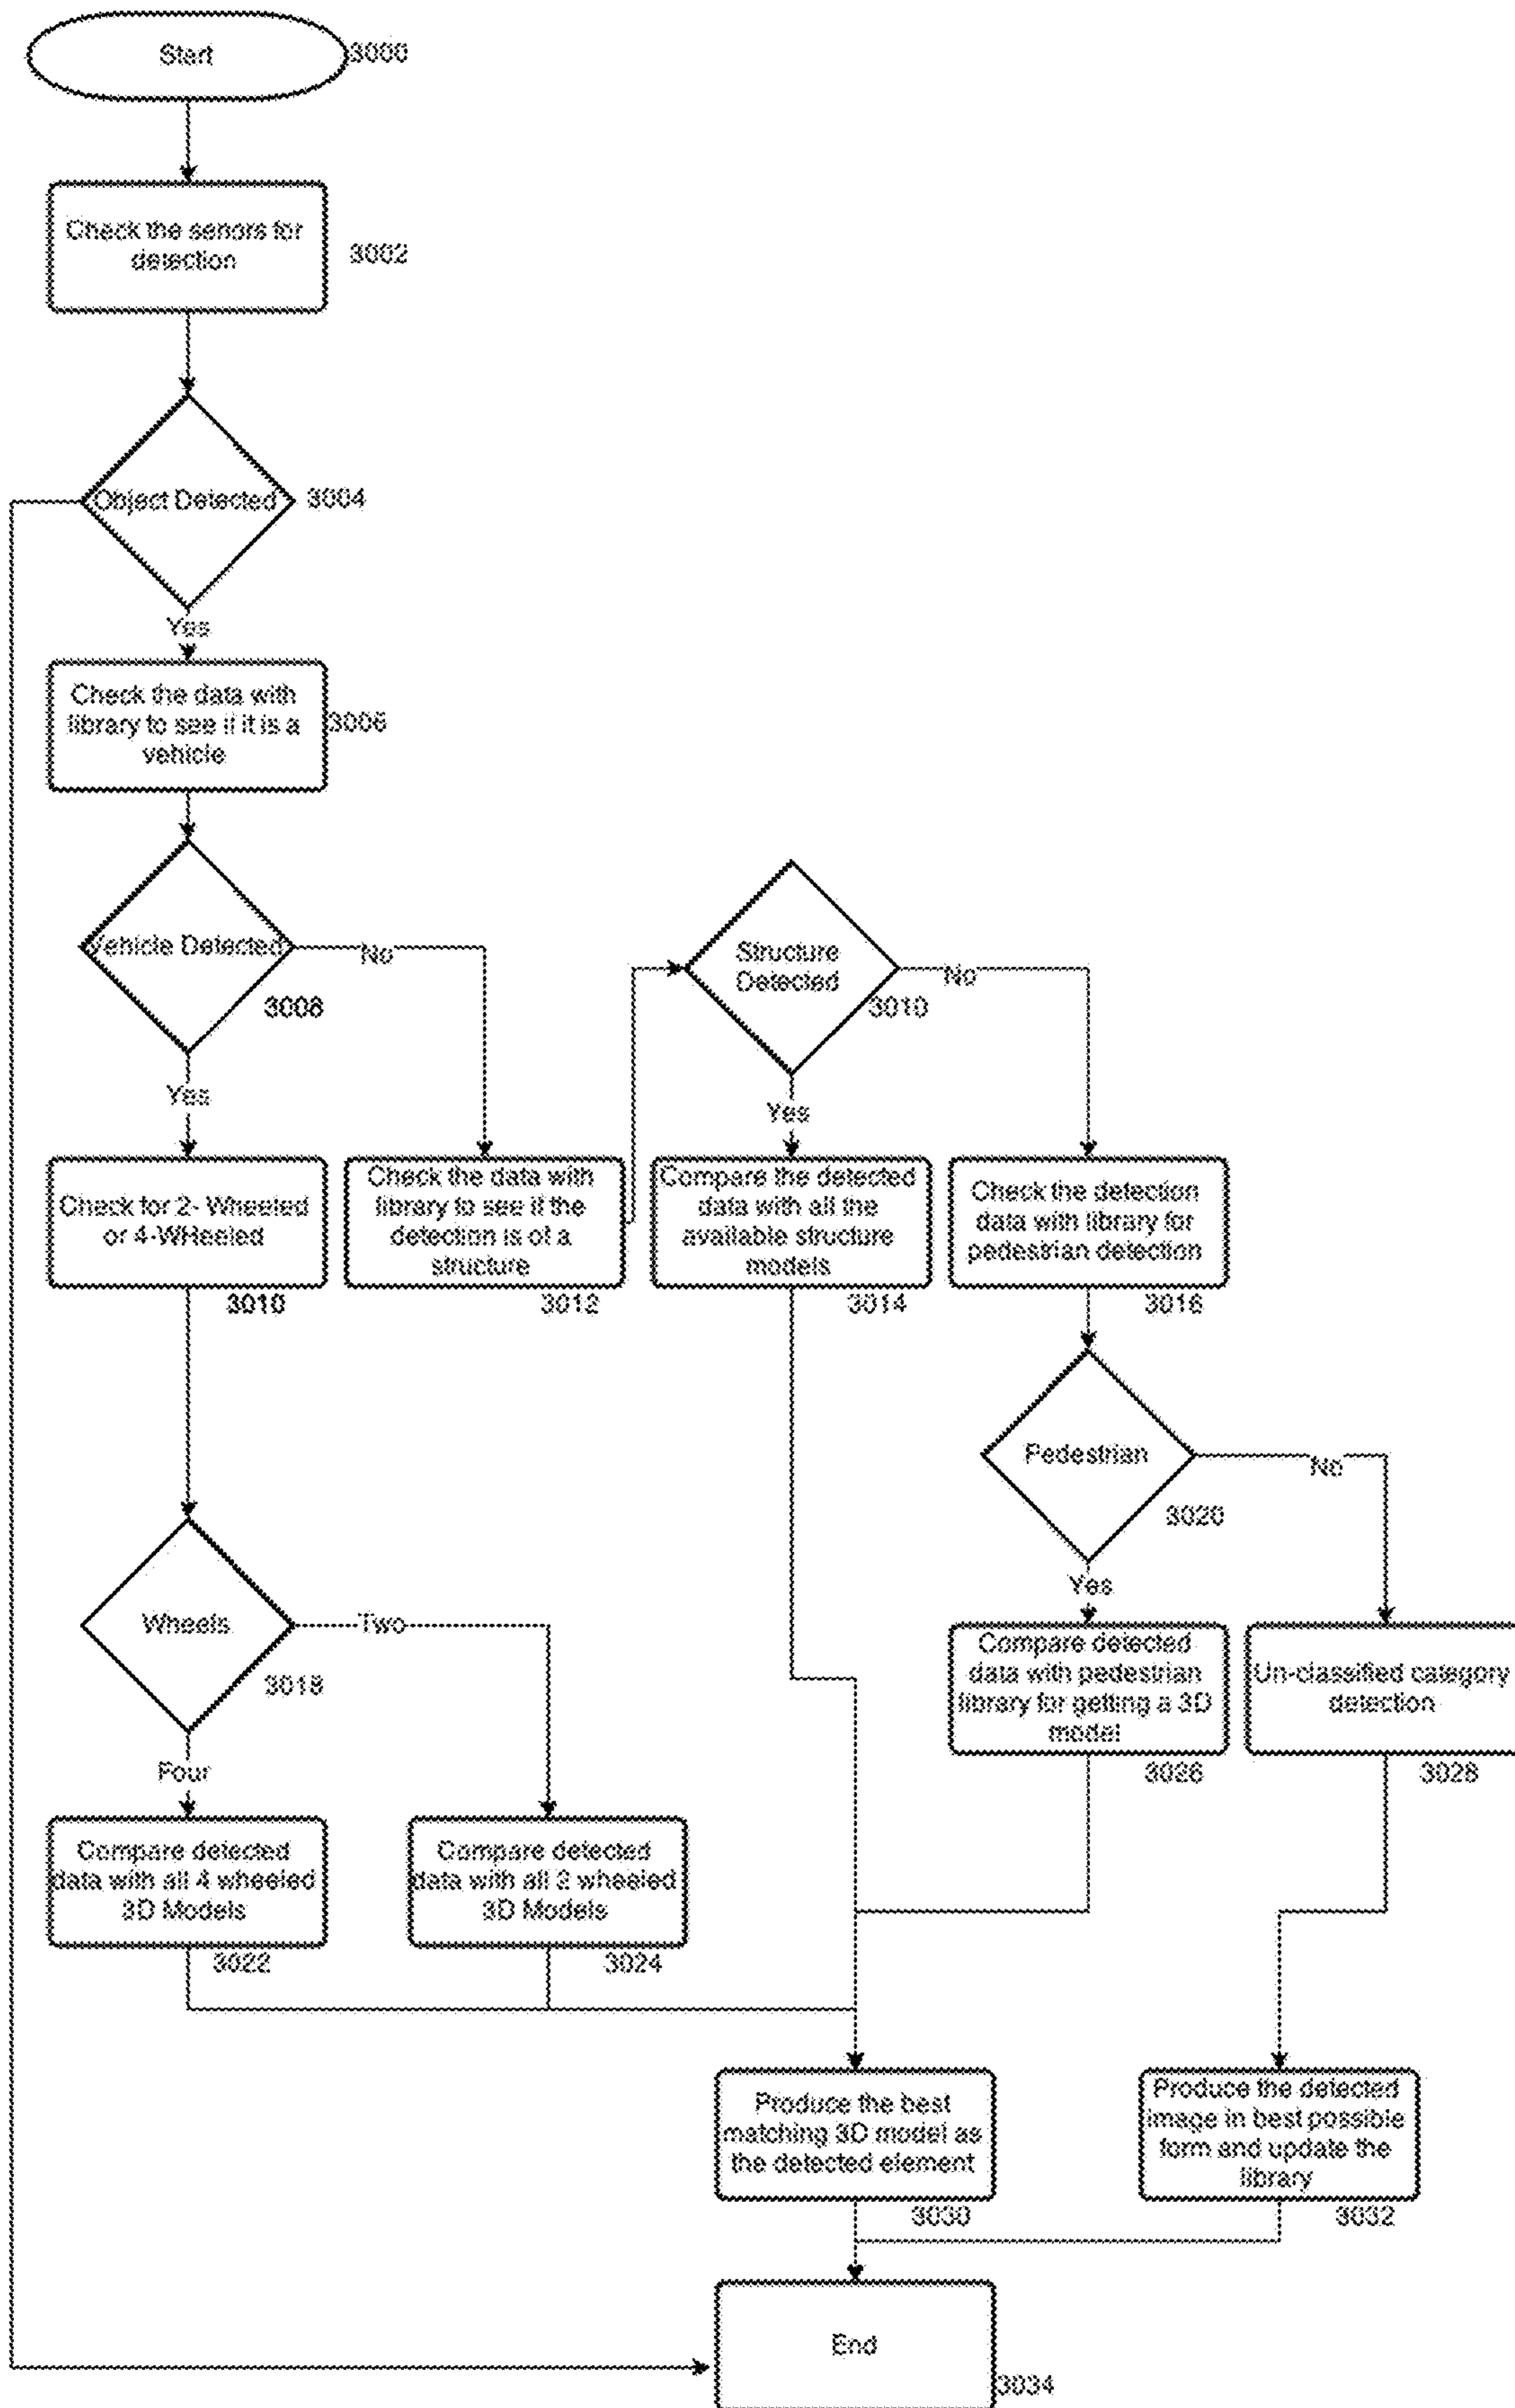 Start
3000
Check the senors for
detection
3002
Object Detected
3004
Yes
Check the data with
library to see if it is a
vehicle
3006
Vehicle Detected
No
3008
Structure
Detected
No
3010
Yes
Yes
Check for 2- Wheeled
or 4-WHeeled
3010
Check the data with
library to see if the
detection is of a
structure
3012
Compare the detected
data with all the
available structure
models
3014
Check the detection
data with library for
pedestrian detection
3016
Pedestrian
No
3020
Yes
Wheels
Two
3018
Four
Compare detected
data with pedestrian
library for getting a 3D
model
3026
Un-classified category
detection
3028
Compare detected
data with all 4 wheeled
3D Models
3022
Compare detected
data with all 2 wheeled
3D Models
3024
Produce the best
matching 3D model as
the detected element
3030
Produce the detected
image in best possible
form and update the
library
3032
End
3034